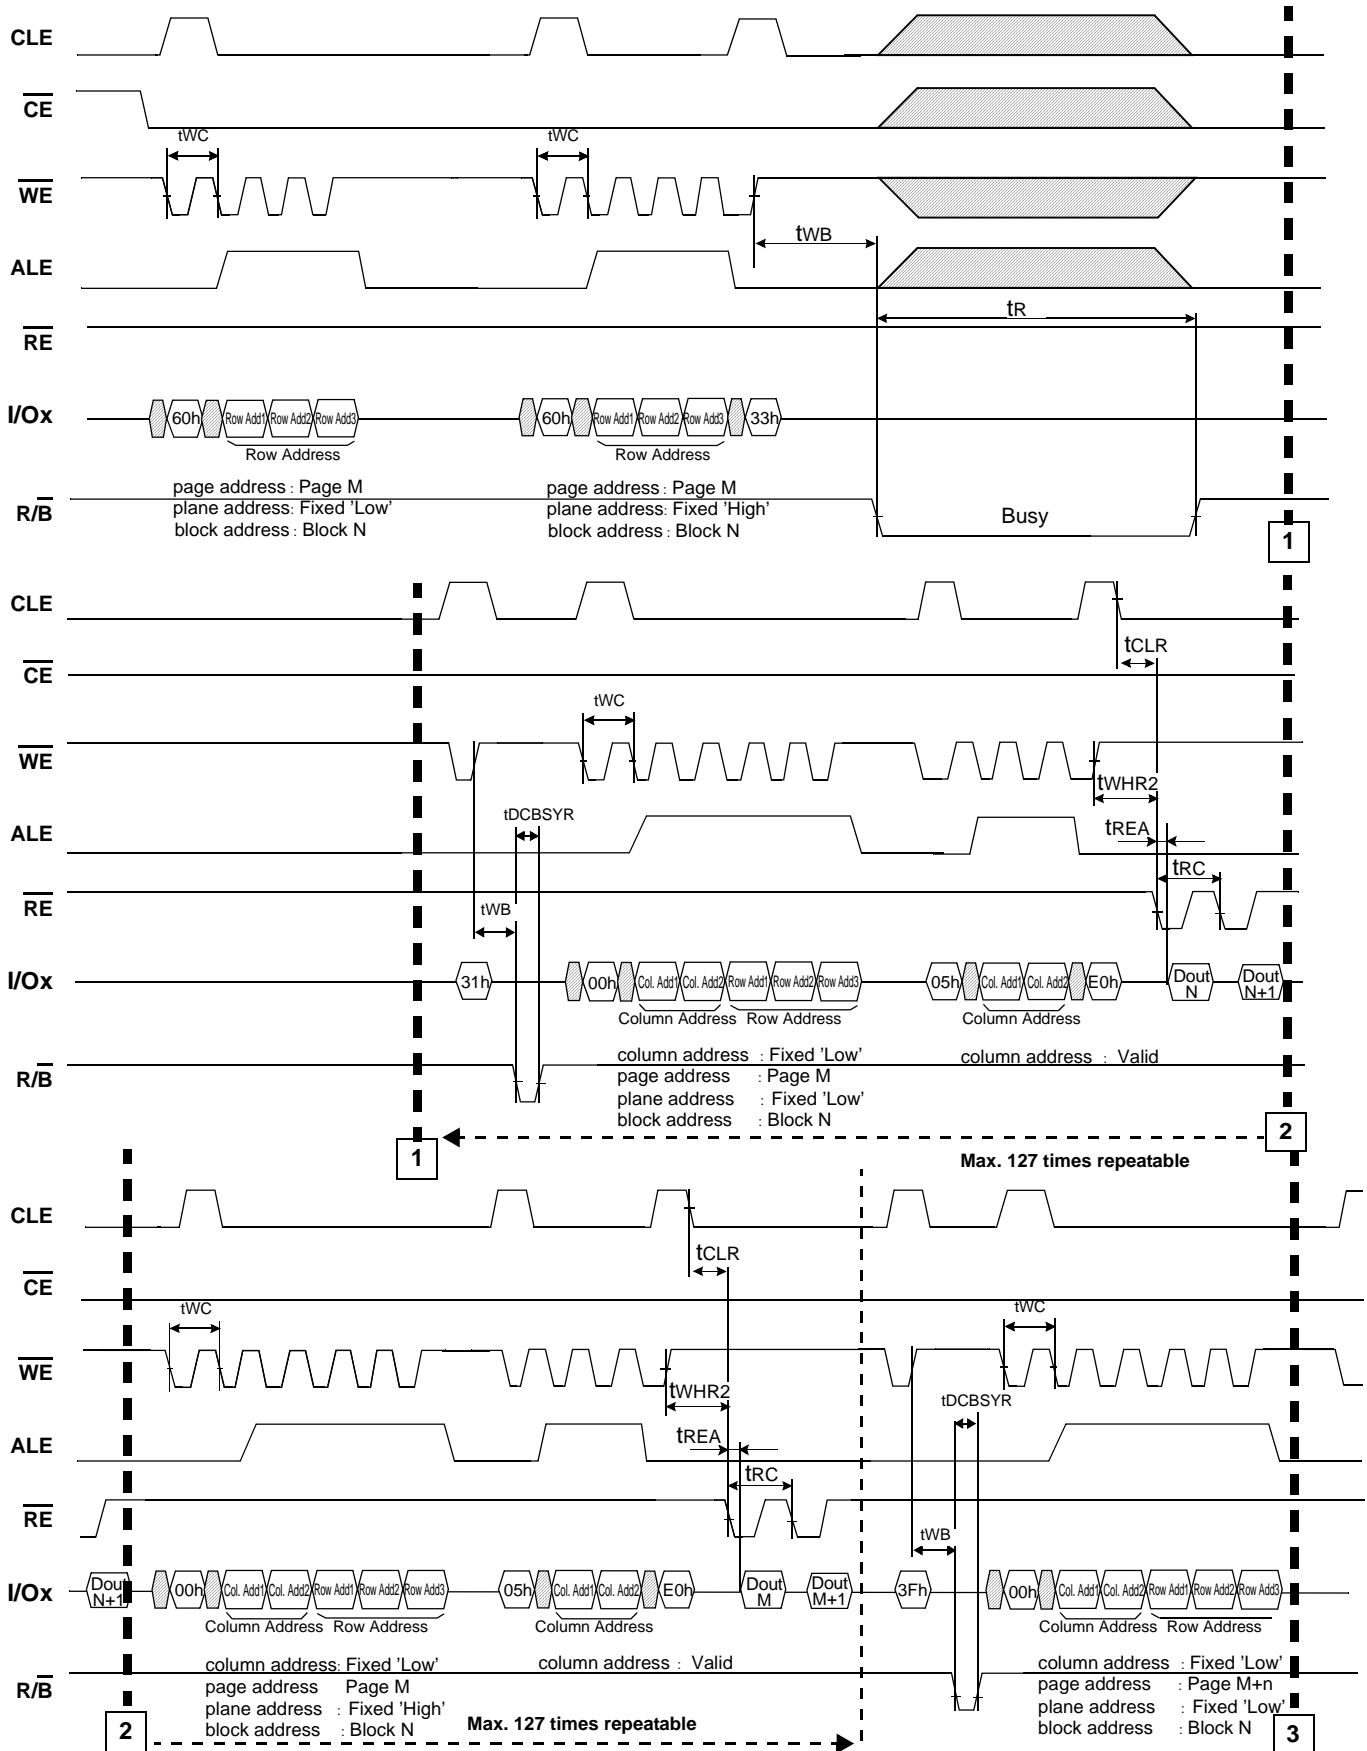 CLE
CE
tWC
tWC
WE
tWB
ALE
tR
RE
I/Ox
60h
Row Add1
Row Add2
Row Add3
60h
Row Add1
Row Add2
Row Add3
33h
Row Address
Row Address
page address : Page M
plane address: Fixed 'Low'
block address : Block N
page address : Page M
plane address: Fixed 'High'
block address : Block N
R/B
Busy
1
CLE
tCLR
CE
tWC
WE
tWHR2
tDCBSYR
ALE
tREA
tRC
RE
tWB
I/Ox
31h
00h
Col. Add1
Col. Add2
Row Add1
Row Add2
Row Add3
05h
Col. Add1
Col. Add2
E0h
Dout N
Dout N+1
Column Address
Row Address
Column Address
column address : Fixed 'Low'
page address : Page M
plane address : Fixed 'Low'
block address : Block N
column address : Valid
R/B
1
2
Max. 127 times repeatable
CLE
tCLR
CE
tWC
tWC
WE
tWHR2
tDCBSYR
ALE
tREA
tRC
RE
tWB
I/Ox
Dout N+1
00h
Col. Add1
Col. Add2
Row Add1
Row Add2
Row Add3
05h
Col. Add1
Col. Add2
E0h
Dout M
Dout M+1
3Fh
00h
Col. Add1
Col. Add2
Row Add1
Row Add2
Row Add3
Column Address
Row Address
Column Address
Column Address
Row Address
column address: Fixed 'Low'
page address Page M
plane address : Fixed 'High'
block address : Block N
column address : Valid
column address : Fixed 'Low'
page address : Page M+n
plane address : Fixed 'Low'
block address : Block N
R/B
2
Max. 127 times repeatable
3